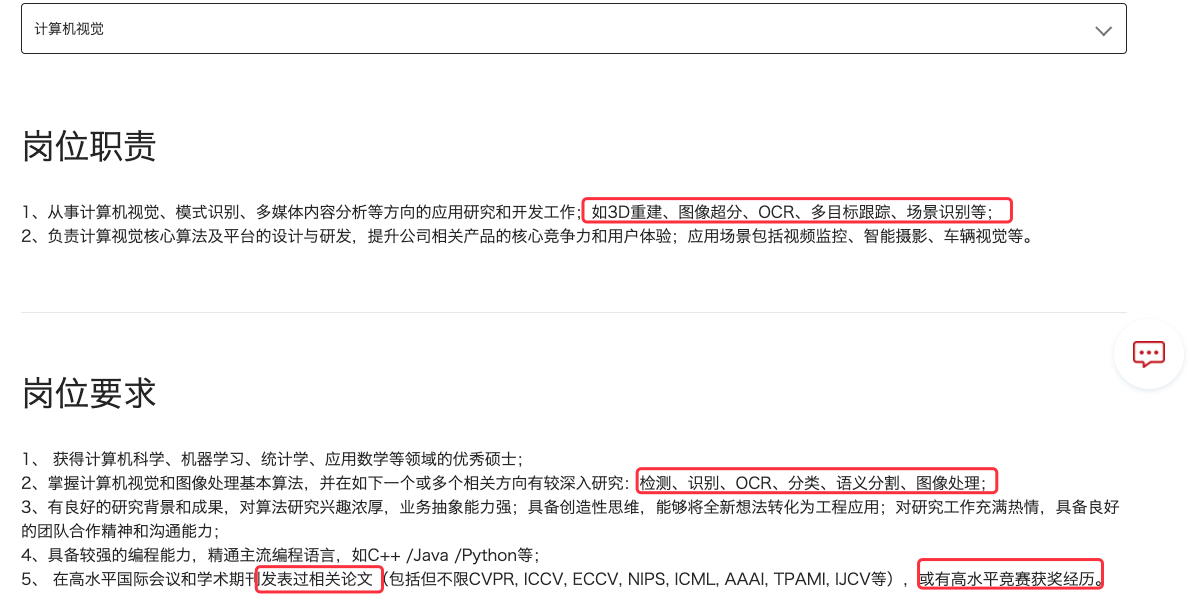 计算机视觉
岗位职责
1、从事计算机视觉、模式识别、多媒体内容分析等方向的应用研究和开发工作；如3D重建、图像超分、OCR、多目标跟踪、场景识别等；
2、负责计算视觉核心算法及平台的设计与研发，提升公司相关产品的核心竞争力和用户体验；应用场景包括视频监控、智能摄影、车辆视觉等。
岗位要求
1、 获得计算机科学、机器学习、统计学、应用数学等领域的优秀硕士；
2、掌握计算机视觉和图像处理基本算法，并在如下一个或多个相关方向有较深入研究：检测、识别、OCR、分类、语义分割、图像处理；
3、有良好的研究背景和成果，对算法研究兴趣浓厚，业务抽象能力强；具备创造性思维，能够将全新想法转化为工程应用；对研究工作充满热情，具备良好
的团队合作精神和沟通能力；
4、具备较强的编程能力，精通主流编程语言，如C++ /Java /Python等；
5、 在高水平国际会议和学术期刊发表过相关论文（包括但不限CVPR, ICCV, ECCV, NIPS, ICML, AAAI, TPAMI, IJCV等），或有高水平竞赛获奖经历。